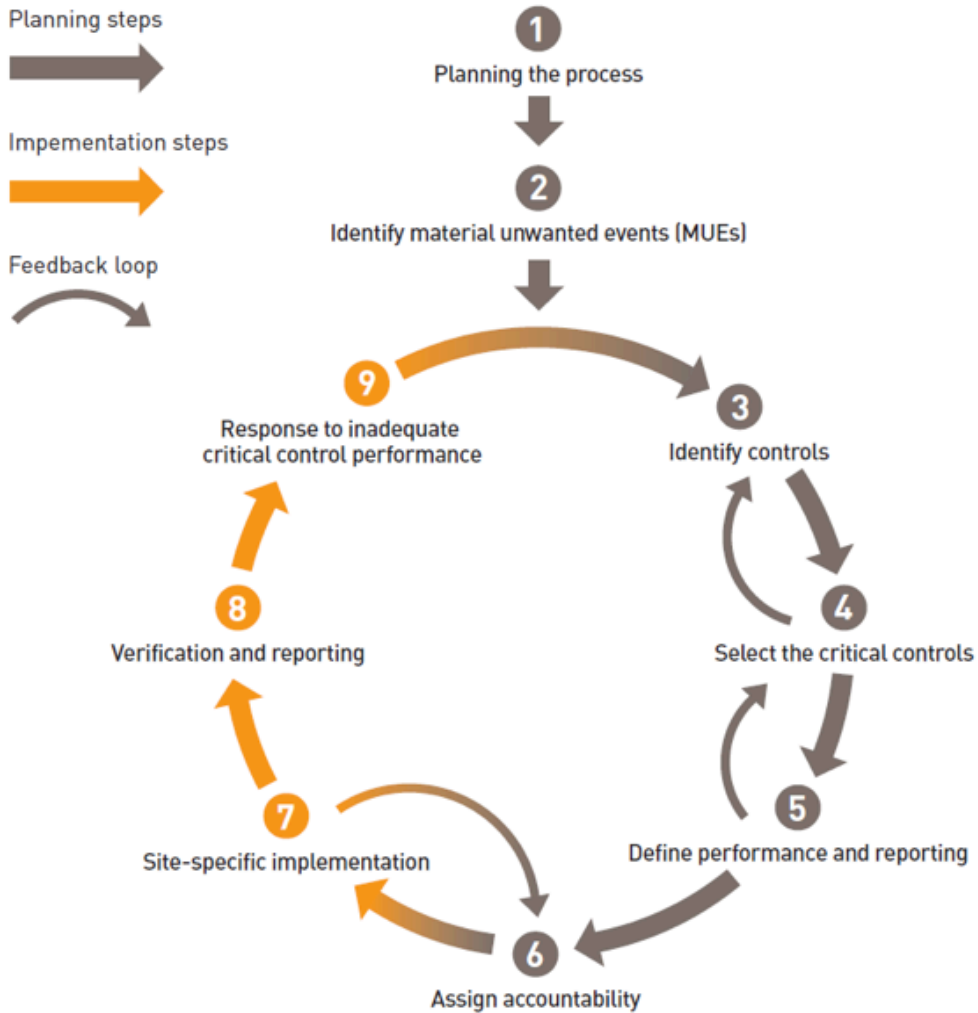 Planning steps
Impementation steps
Feedback loop
1
Planning the process
2
Identify material unwanted events (MUEs)
3
Identify controls
4
Select the critical controls
5
Define performance and reporting
6
Assign accountability
7
Site-specific implementation
8
Verification and reporting
9
Response to inadequate
critical control performance